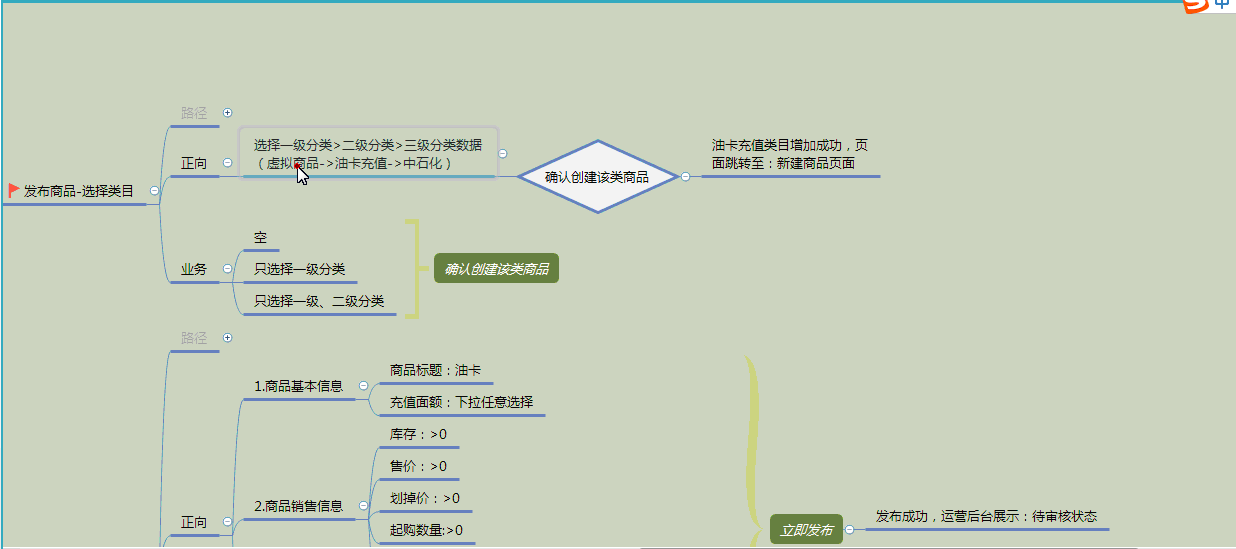 中
路径
正向
选择一级分类>二级分类>三级分类数据
（虚拟商品->油卡充值->中石化）
确认创建该类商品
油卡充值类目增加成功，页
面跳转至：新建商品页面
发布商品-选择类目
业务
空
只选择一级分类
只选择一级、二级分类
确认创建该类商品
路径
正向
1.商品基本信息
商品标题：油卡
充值面额：下拉任意选择
2.商品销售信息
库存：>0
售价：>0
划掉价：>0
起购数量:>0
立即发布
发布成功，运营后台展示：待审核状态